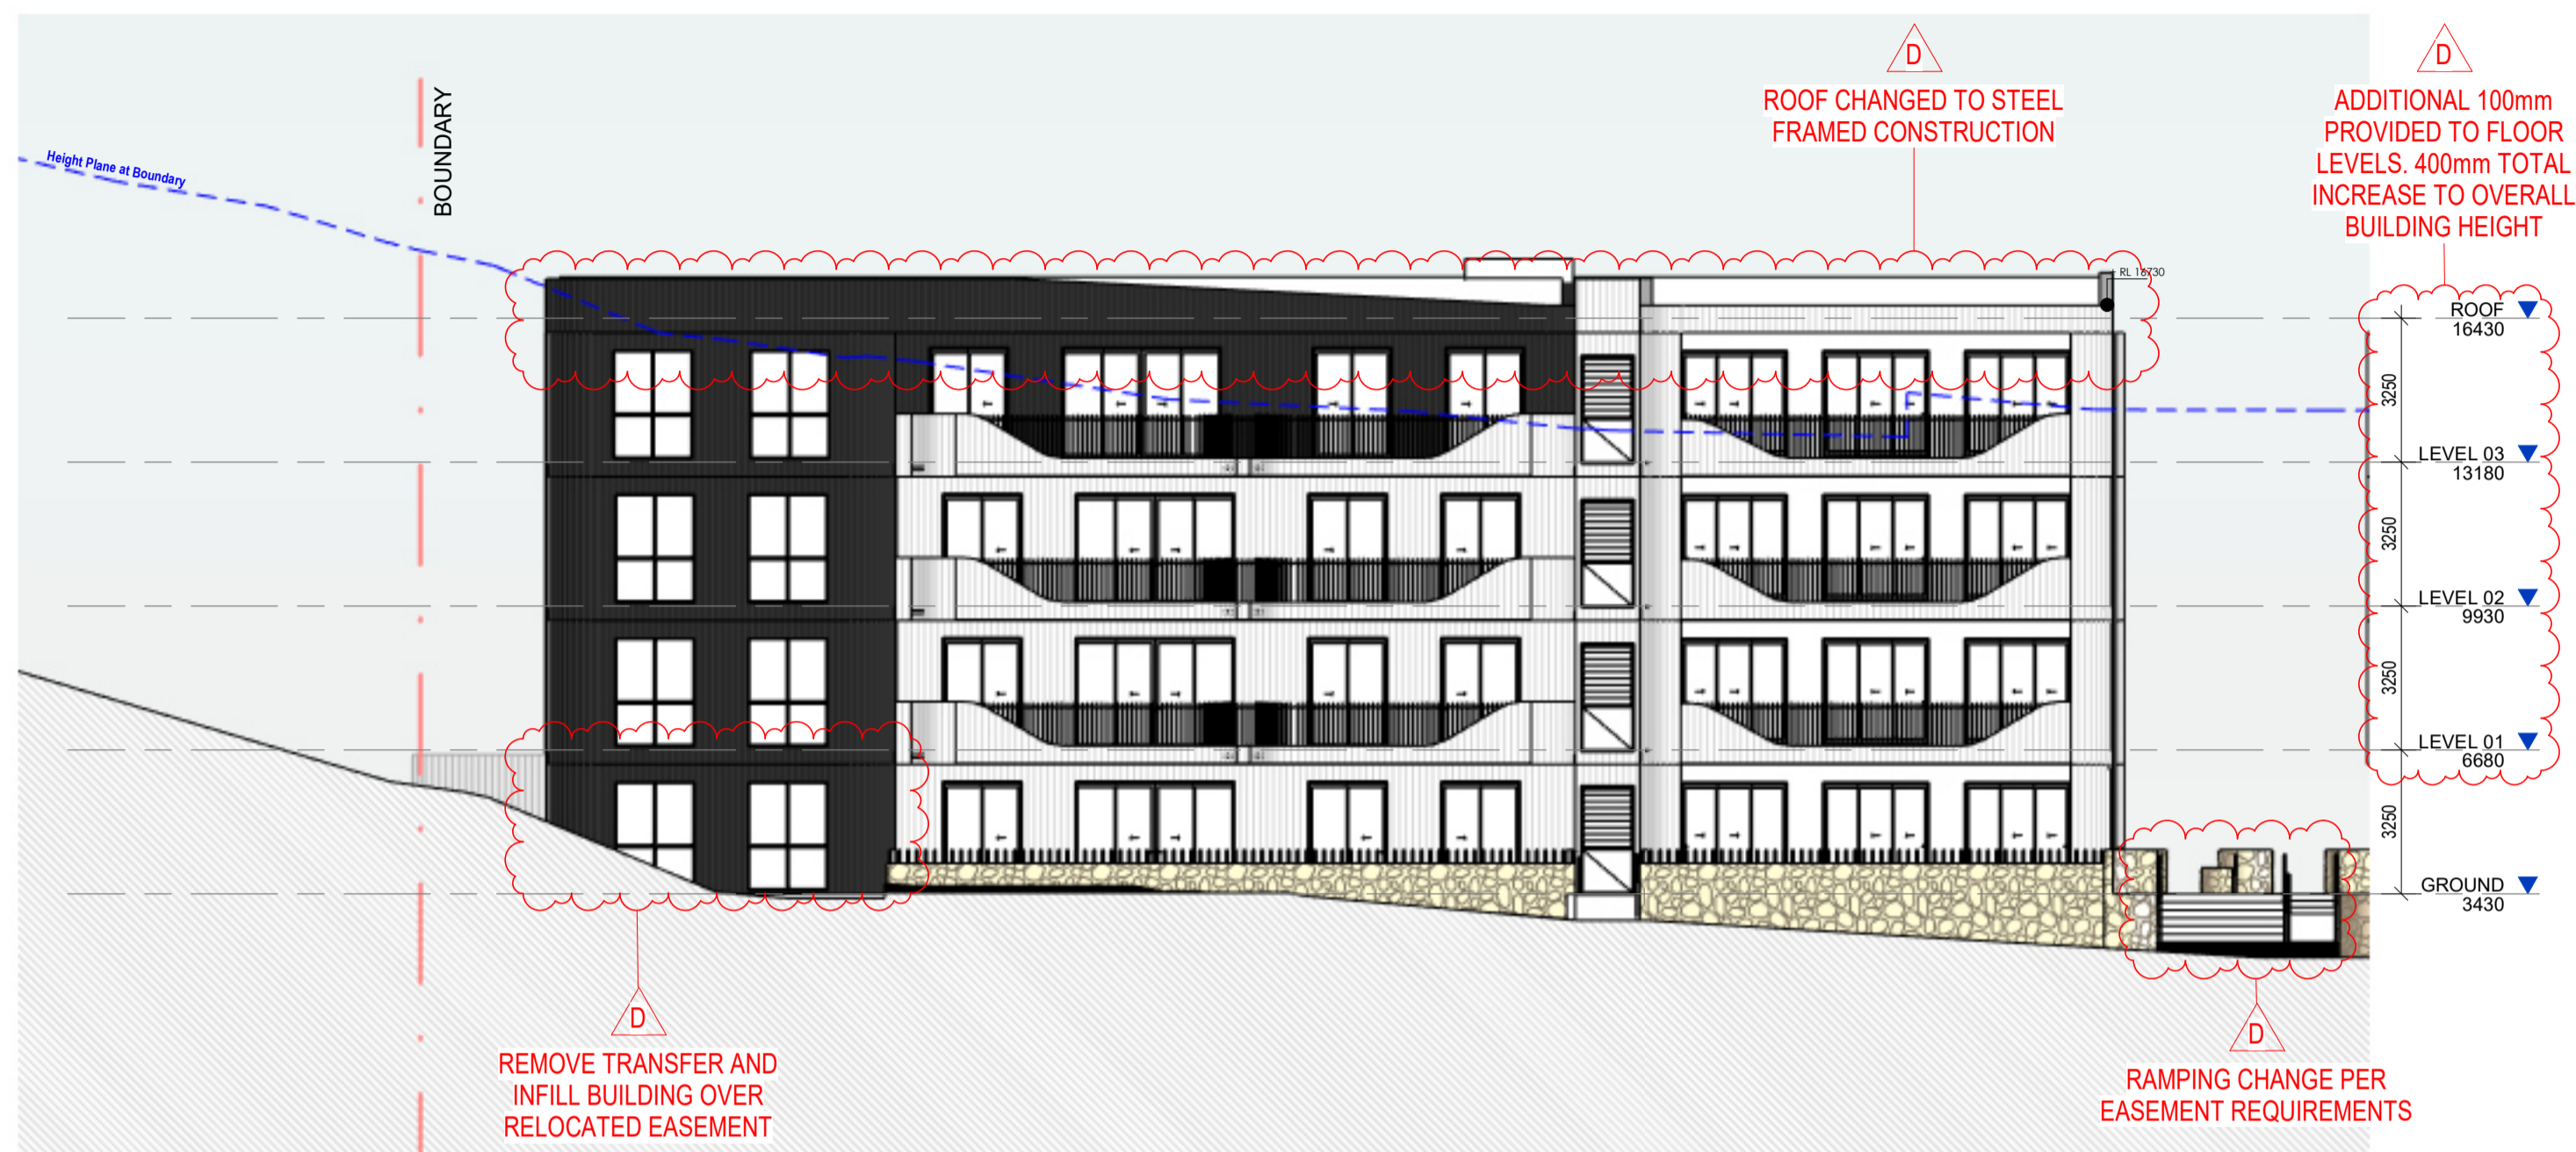 D
ROOF CHANGED TO STEEL
FRAMED CONSTRUCTION
D
ADDITIONAL 100mm
PROVIDED TO FLOOR
LEVELS. 400mm TOTAL
INCREASE TO OVERALL
BUILDING HEIGHT
BOUNDARY
Height Plane at Boundary
RL 16730
ROOF
16430
3250
LEVEL 03
13180
3250
LEVEL 02
9930
3250
LEVEL 01
6680
3250
GROUND
3430
D
REMOVE TRANSFER AND
INFILL BUILDING OVER
RELOCATED EASEMENT
D
RAMPING CHANGE PER
EASEMENT REQUIREMENTS